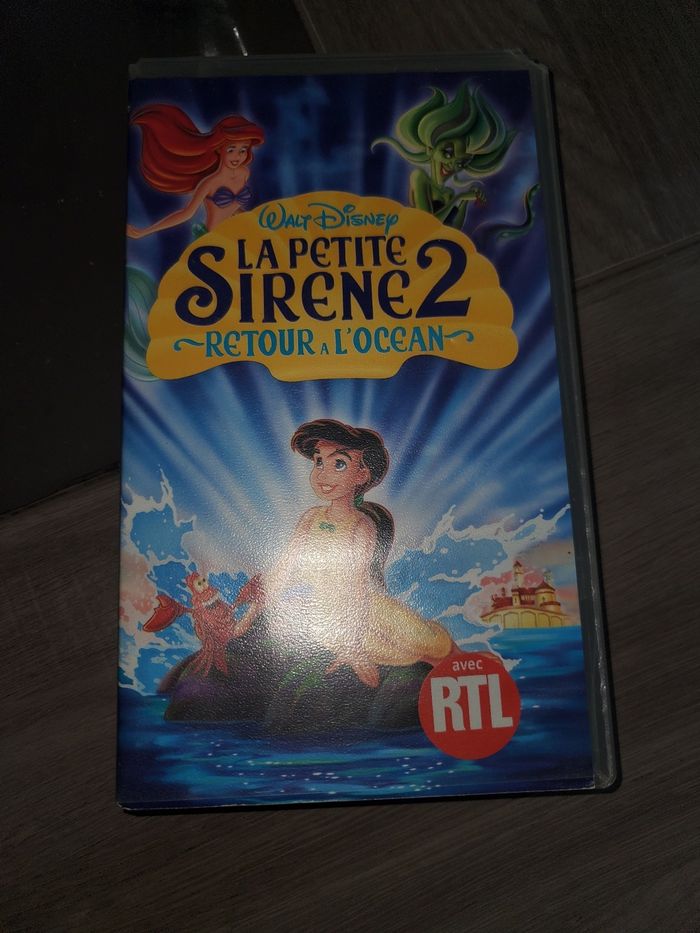 WALT DISNEY
LA PETITE
SIRENE 2
~RETOUR A L'OCEAN~
avec
RTL